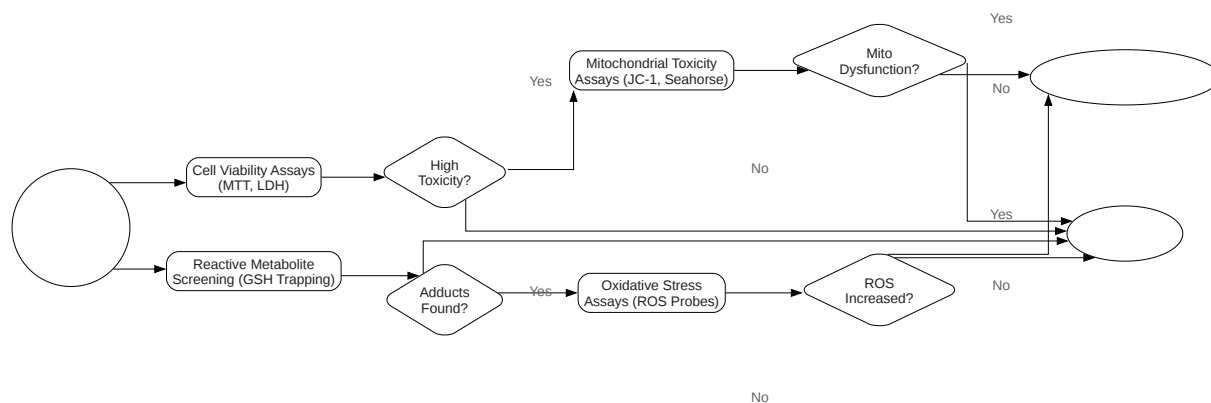 Yes
Mitochondrial Toxicity
Assays (JC-1, Seahorse)
Mito
Dysfunction?
Yes
No
Cell Viability Assays
(MTT, LDH)
High
Toxicity?
No
Yes
Reactive Metabolite
Screening (GSH Trapping)
Adducts
Found?
Yes
Oxidative Stress
Assays (ROS Probes)
ROS
Increased?
No
No